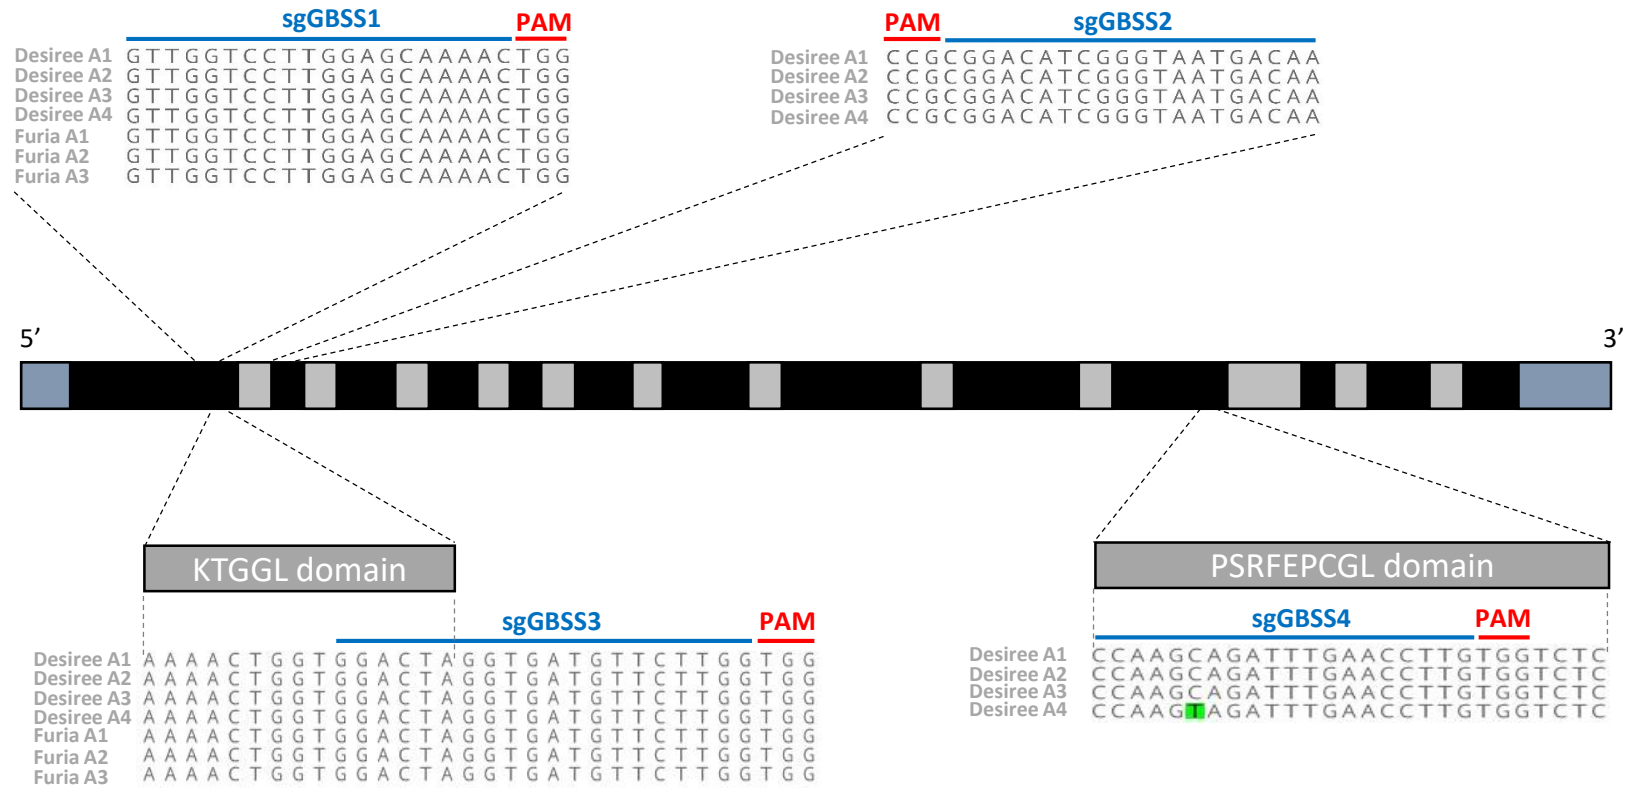 sgGBSS1 PAM
Desiree A1 GTTGGTCCTTGGAGCAAAACTGG
Desiree A2 GTTGGTCCTTGGAGCAAAACTGG
Desiree A3 GTTGGTCCTTGGAGCAAAACTGG
Desiree A4 GTTGGTCCTTGGAGCAAAACTGG
Furia A1 GTTGGTCCTTGGAGCAAAACTGG
Furia A2 GTTGGTCCTTGGAGCAAAACTGG
Furia A3 GTTGGTCCTTGGAGCAAAACTGG
PAM sgGBSS2
Desiree A1 CCGCGGACATCGGGTAATGACAA
Desiree A2 CCGCGGACATCGGGTAATGACAA
Desiree A3 CCGCGGACATCGGGTAATGACAA
Desiree A4 CCGCGGACATCGGGTAATGACAA
5’ 3’
KTGGL domain
sgGBSS3 PAM
Desiree A1 AAAACTGGTGGACTAGGTGATGTTCTTGGTGG
Desiree A2 AAAACTGGTGGACTAGGTGATGTTCTTGGTGG
Desiree A3 AAAACTGGTGGACTAGGTGATGTTCTTGGTGG
Desiree A4 AAAACTGGTGGACTAGGTGATGTTCTTGGTGG
Furia A1 AAAACTGGTGGACTAGGTGATGTTCTTGGTGG
Furia A2 AAAACTGGTGGACTAGGTGATGTTCTTGGTGG
Furia A3 AAAACTGGTGGACTAGGTGATGTTCTTGGTGG
PSRFEPCGL domain
sgGBSS4 PAM
Desiree A1 CCAAGCAGATTTGAACCTTGTGGTCTC
Desiree A2 CCAAGCAGATTTGAACCTTGTGGTCTC
Desiree A3 CCAAGCAGATTTGAACCTTGTGGTCTC
Desiree A4 CCAAGTAGATTTGAACCTTGTGGTCTC